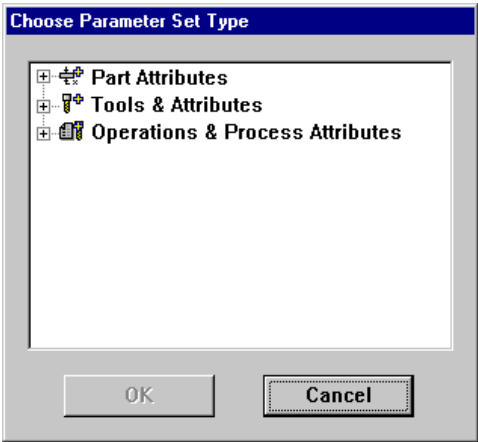 Choose Parameter Set Type
Part Attributes
Tools & Attributes
Operations & Process Attributes
OK
Cancel